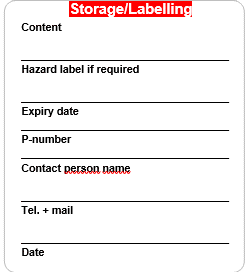 Storage/Labelling
Content
Hazard label if required
Expiry date
P-number
Contact person name
Tel. + mail
Date